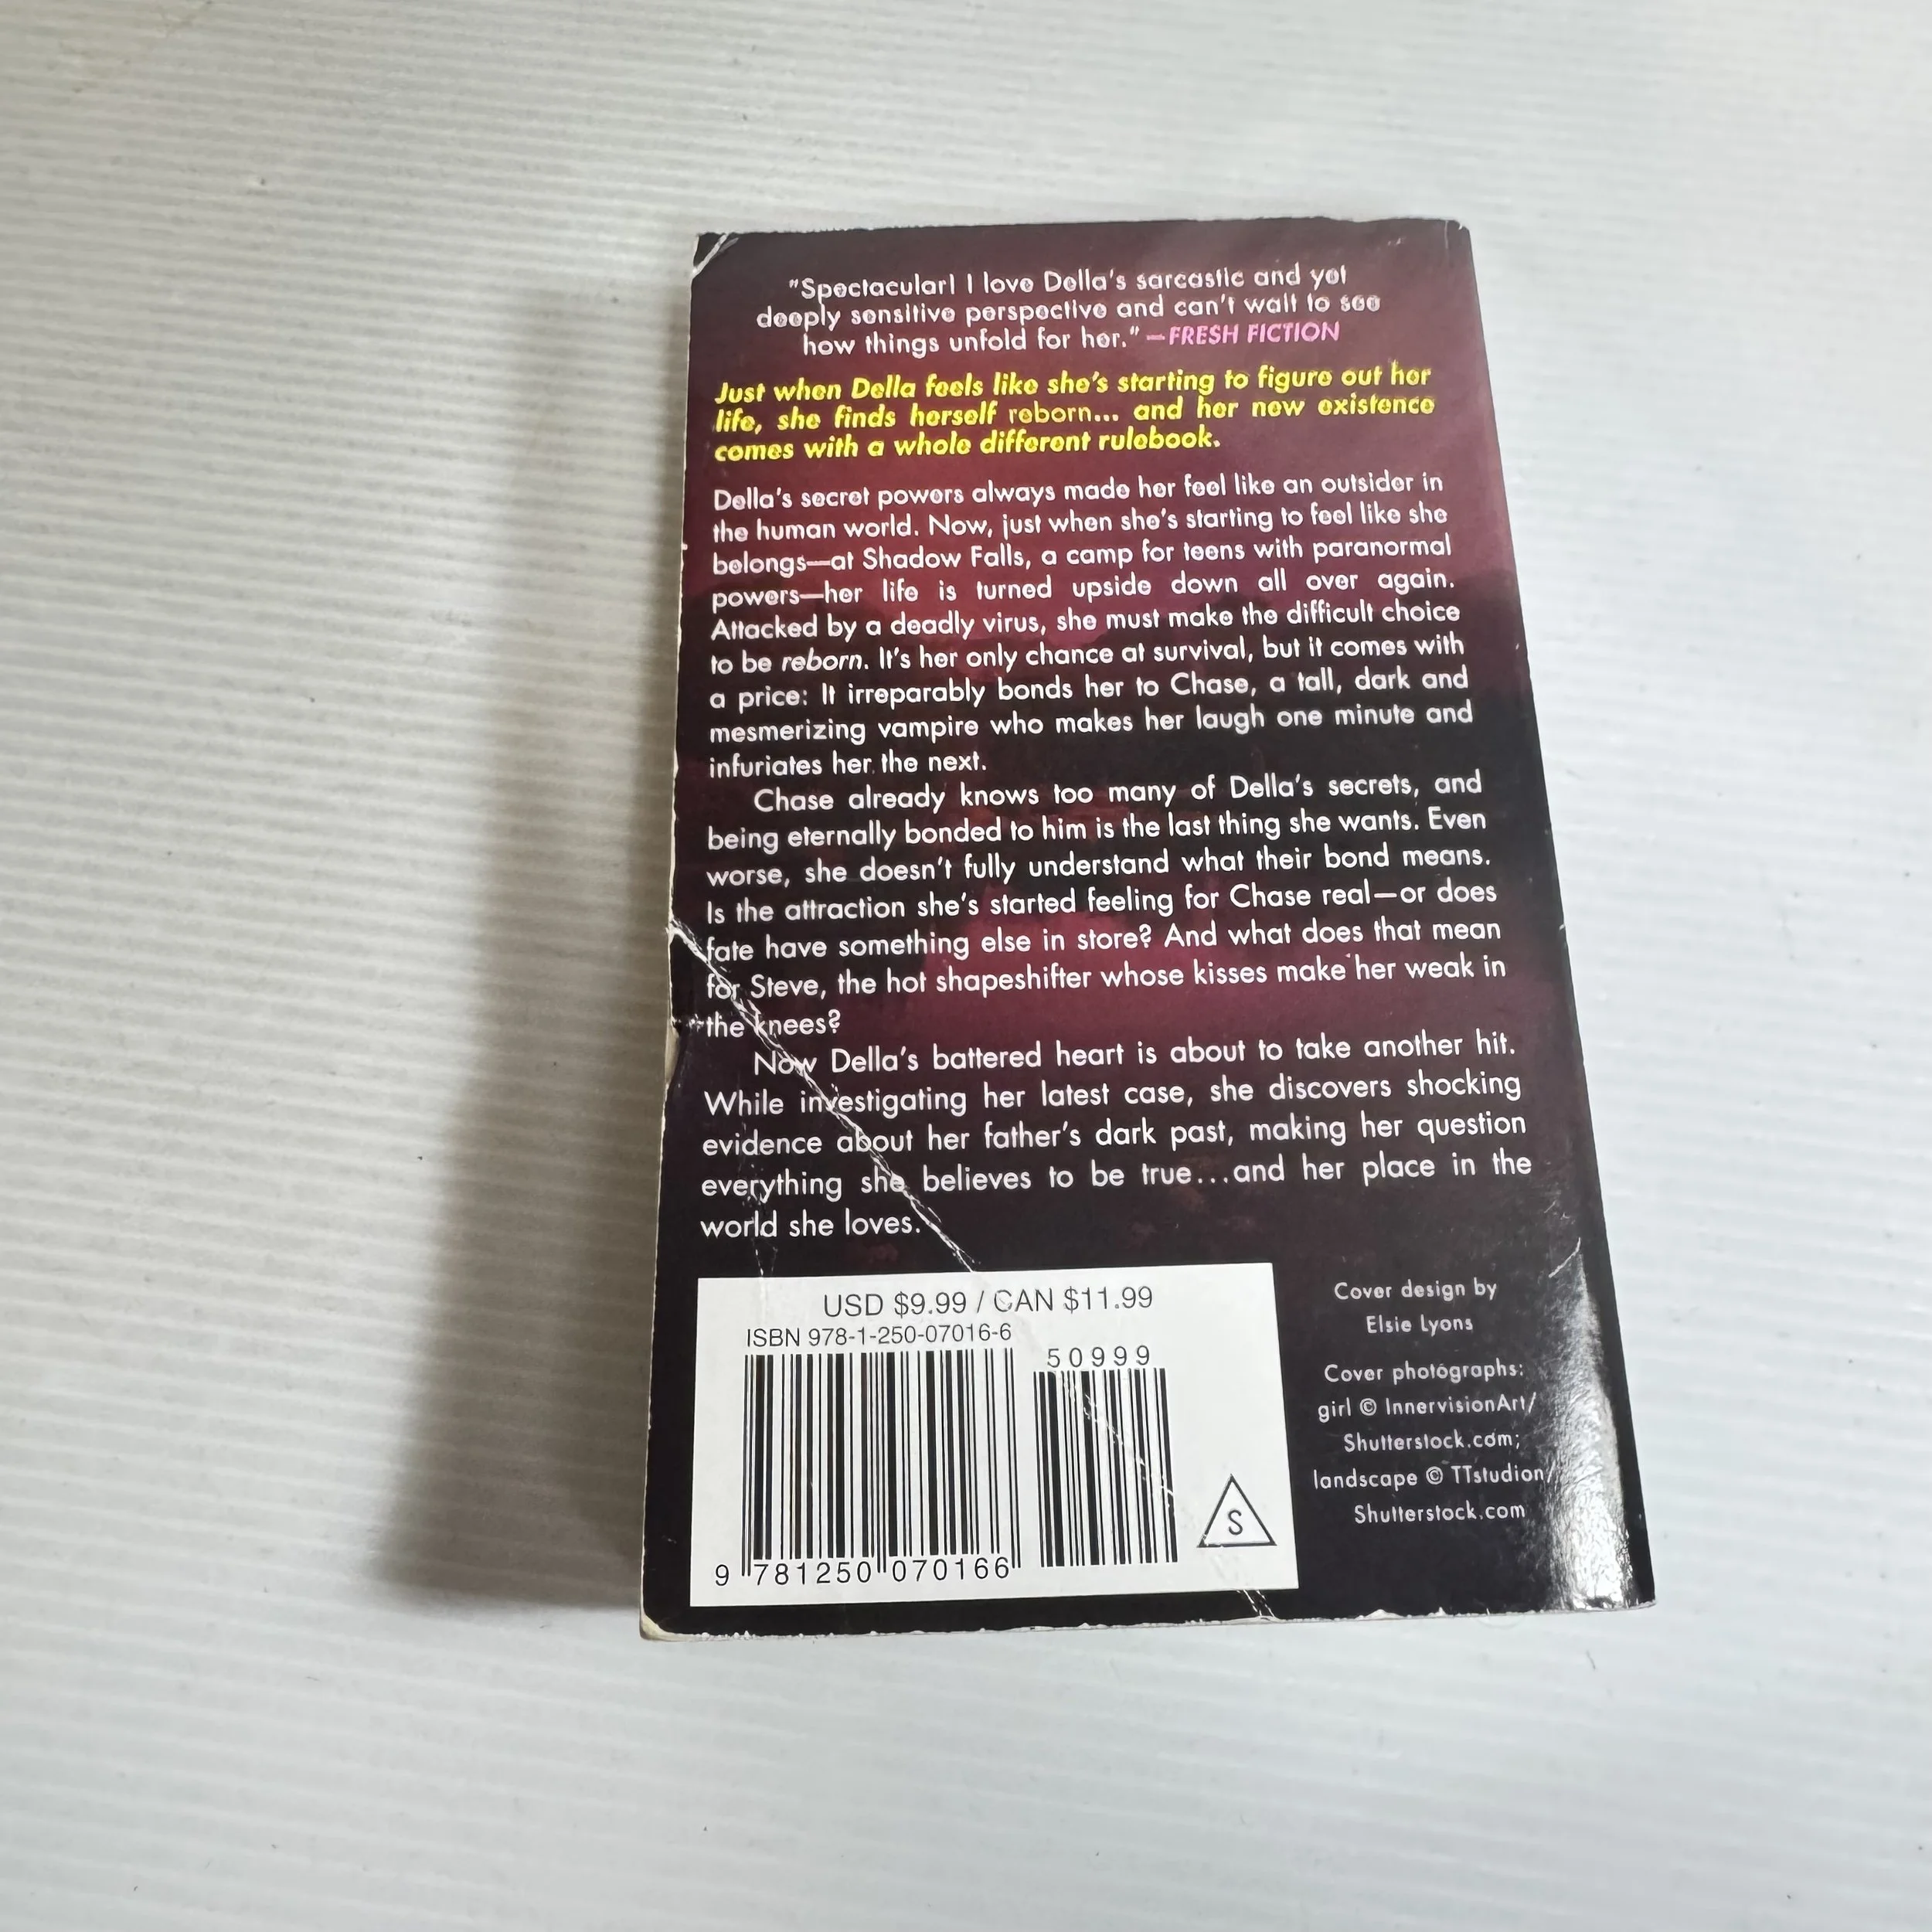 "Spectacular! I love Della's sarcastic and yet
deeply sensitive perspective and can't wait to see
how things unfold for her." —FRESH FICTION
Just when Della feels like she's starting to figure out her
life, she finds herself reborn... and her new existence
comes with a whole different rulebook.
Della's secret powers always made her feel like an outsider in
the human world. Now, just when she's starting to feel like she
belongs—at Shadow Falls, a camp for teens with paranormal
powers—her life is turned upside down all over again.
Attacked by a deadly virus, she must make the difficult choice
to be reborn. It's her only chance at survival, but it comes with
a price: It irreparably bonds her to Chase, a tall, dark and
mesmerizing vampire who makes her laugh one minute and
infuriates her the next.
Chase already knows too many of Della's secrets, and
being eternally bonded to him is the last thing she wants. Even
worse, she doesn't fully understand what their bond means.
Is the attraction she's started feeling for Chase real—or does
fate have something else in store? And what does that mean
for Steve, the hot shapeshifter whose kisses make her weak in
the knees?
Now Della's battered heart is about to take another hit.
While investigating her latest case, she discovers shocking
evidence about her father's dark past, making her question
everything she believes to be true...and her place in the
world she loves.
USD $9.99 / CAN $11.99
ISBN 978-1-250-07016-6
50999
9 781250 070166
S
Cover design by
Elsie Lyons
Cover photographs:
girl © InnervisionArt/
Shutterstock.com;
landscape © TTstudion/
Shutterstock.com